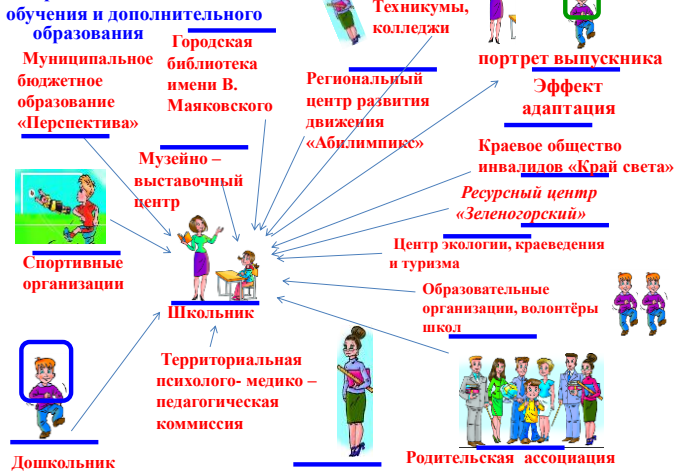 обучения и дополнительного
образования
Муниципальное
бюджетное
образование
«Перспектива»
Городская
библиотека
имени В.
Маяковского
Техникумы,
колледжи
Региональный
центр развития
движения
«Абилимпикс»
портрет выпускника
Эффект
адаптация
Музейно –
выставочный
центр
Краевое общество
инвалидов «Край света»
Ресурсный центр
«Зеленогорский»
Центр экологии, краеведения
и туризма
Спортивные
организации
Школьник
Образовательные
организации, волонтёры
школ
Территориальная
психолого- медико –
педагогическая
комиссия
Дошкольник
Родительская ассоциация